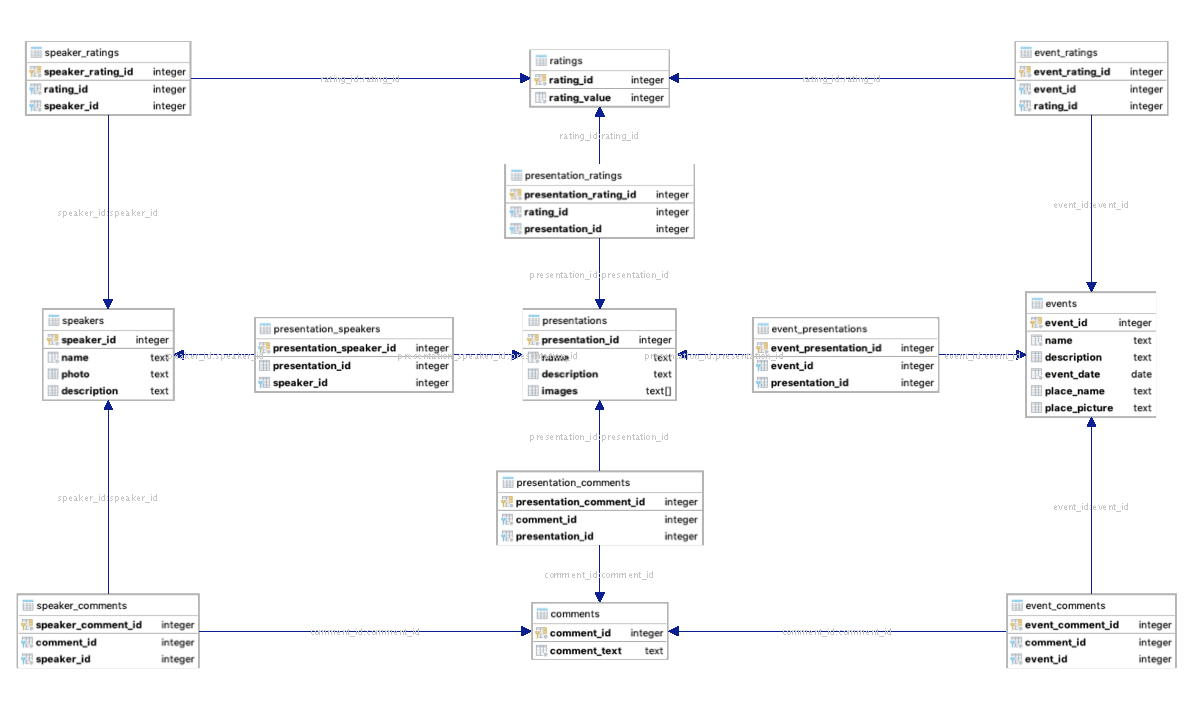 speaker_ratings
speaker_rating_id integer
rating_id integer
speaker_id integer
rating_id:rating_id
ratings
rating_id integer
rating_value integer
rating_id:rating_id
event_ratings
event_rating_id integer
event_id integer
rating_id integer
rating_id:rating_id
presentation_ratings
presentation_rating_id integer
rating_id integer
presentation_id integer
speaker_id:speaker_id
event_id:event_id
presentation_id:presentation_id
speakers
speaker_id integer
name text
photo text
description text
presentation_speakers
presentation_speaker_id integer
presentation_id integer
speaker_id integer
presentations
presentation_id integer
name text
description text
images text[]
event_presentations
event_presentation_id integer
event_id integer
presentation_id integer
events
event_id integer
name text
description text
event_date date
place_name text
place_picture text
presentation_id:presentation_id
speaker_id:speaker_id
event_id:event_id
presentation_comments
presentation_comment_id integer
comment_id integer
presentation_id integer
comment_id:comment_id
speaker_comments
speaker_comment_id integer
comment_id integer
speaker_id integer
comment_id:comment_id
comments
comment_id integer
comment_text text
comment_id:comment_id
event_comments
event_comment_id integer
comment_id integer
event_id integer